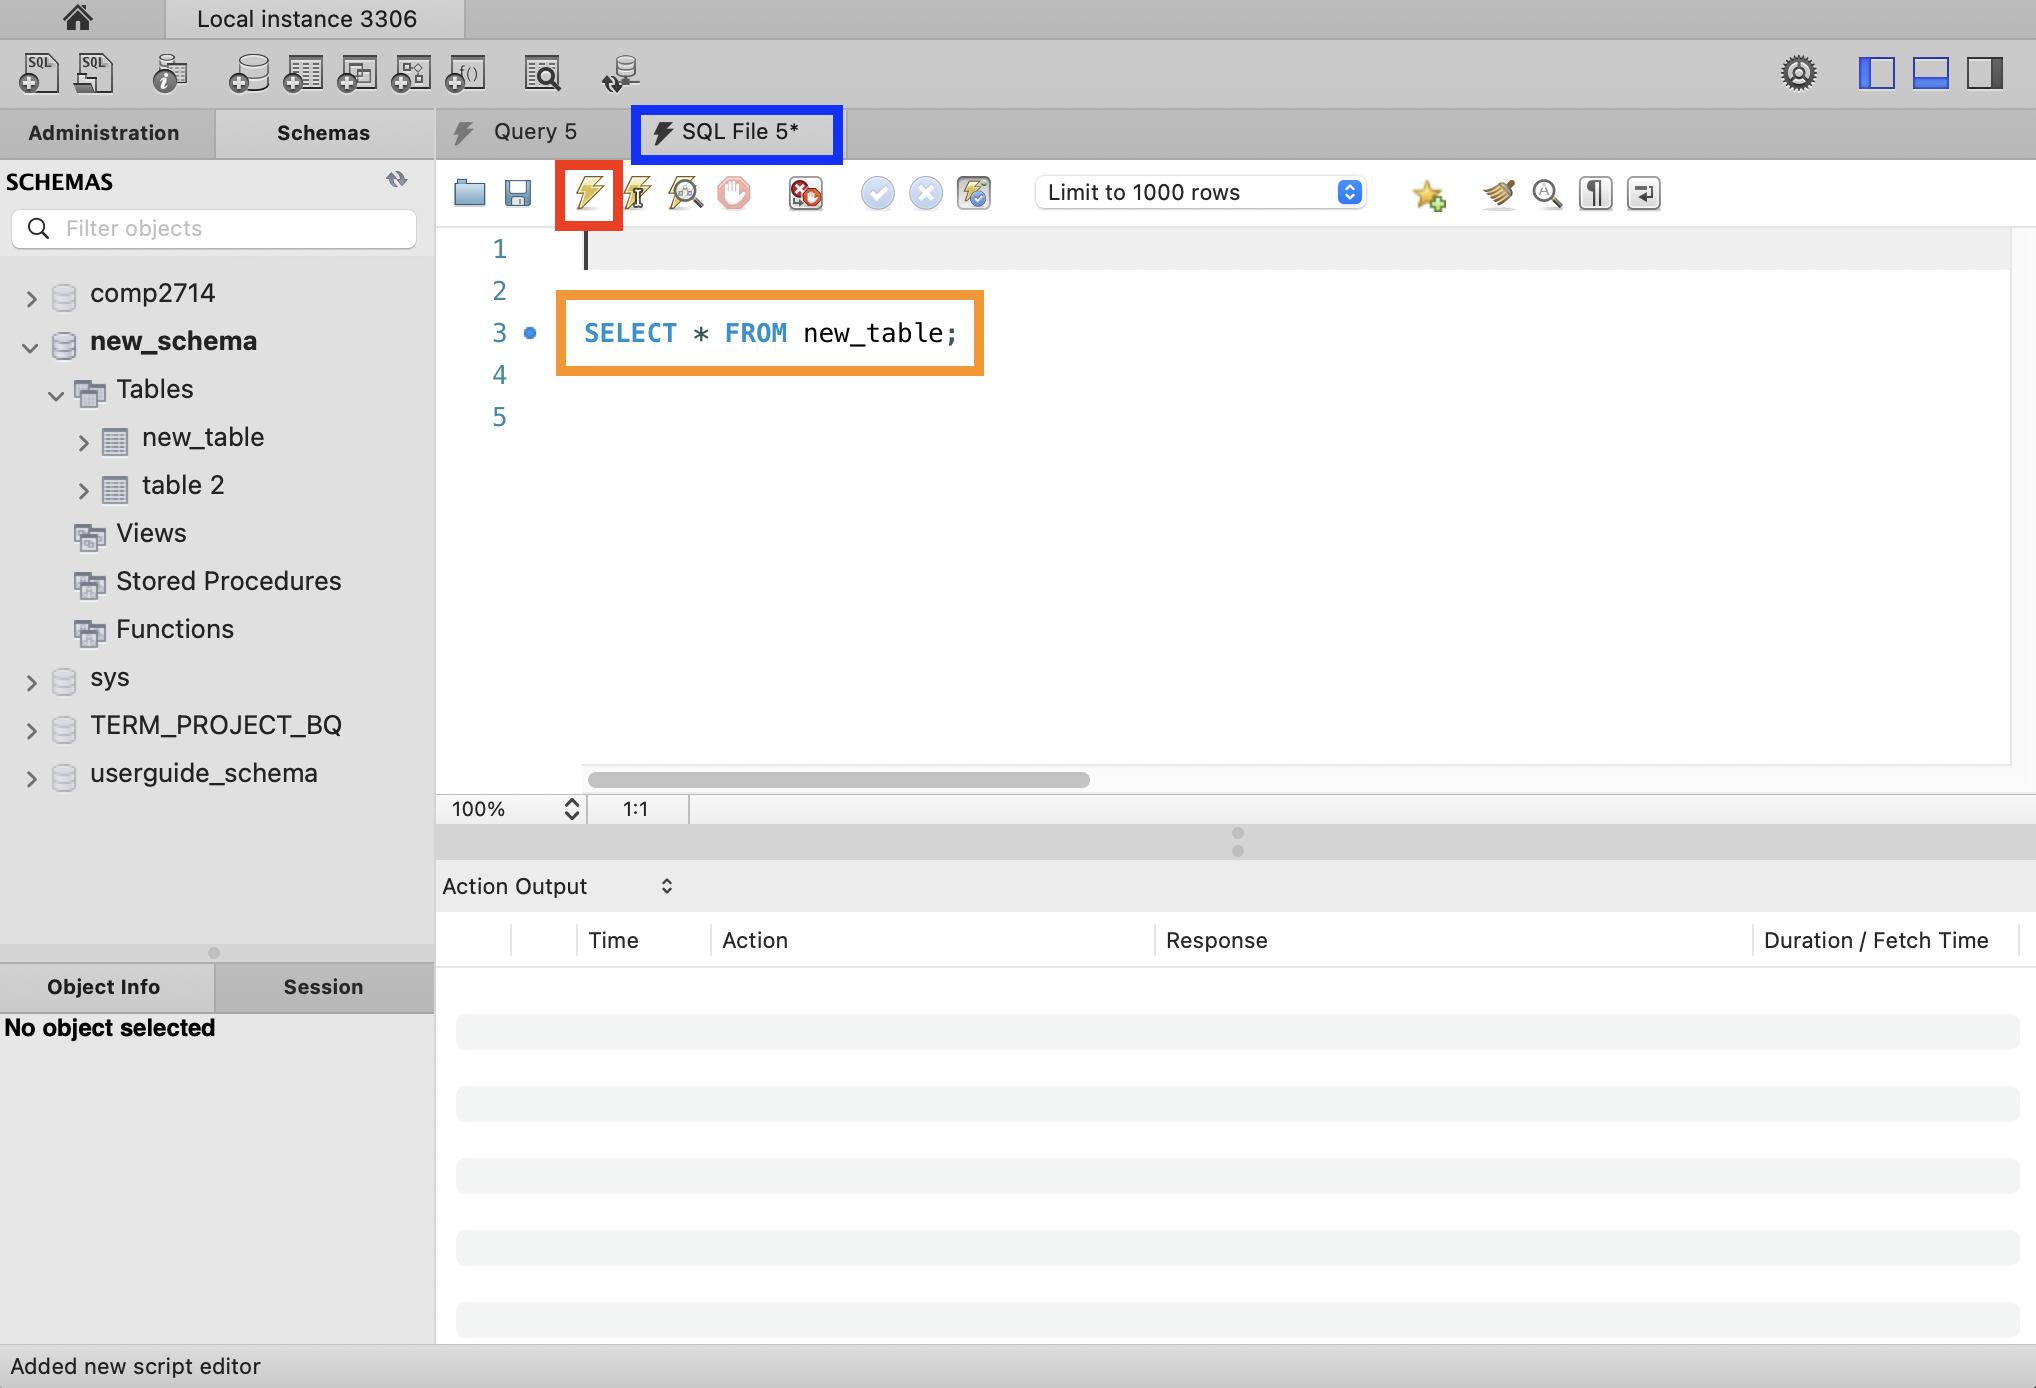 Local instance 3306
SQL
SQL
Administration
Schemas
Query 5
SQL File 5*
SCHEMAS
Filter objects
Limit to 1000 rows
comp2714
new_schema
Tables
new_table
table 2
Views
Stored Procedures
Functions
sys
TERM_PROJECT_BQ
userguide_schema
1
2
3 SELECT * FROM new_table;
4
5
100%
1:1
Action Output
Time
Action
Response
Duration / Fetch Time
Object Info
Session
No object selected
Added new script editor